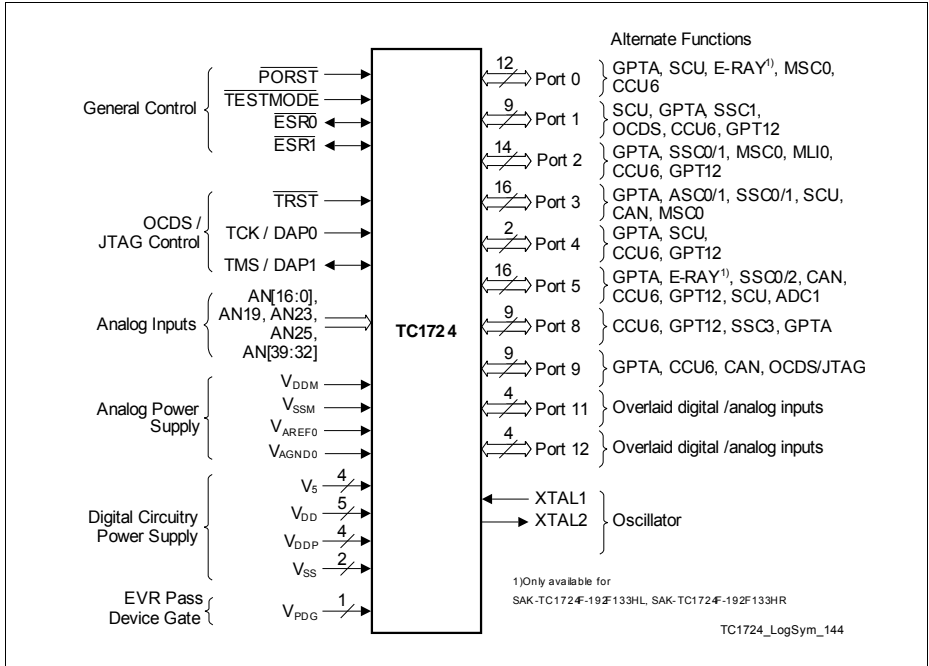 Alternate Functions
General Control
PORST
TESTMODE
ESR0
ESR1
OCDS /
JTAG Control
TRST
TCK / DAP0
TMS / DAP1
Analog Inputs
AN[16:0],
AN19, AN23,
AN25,
AN[39:32]
Analog Power
Supply
VDDM
VSSM
VAREF0
VAGND0
Digital Circuitry
Power Supply
V5 4
VDD 5
VDDP 4
VSS 2
EVR Pass
Device Gate
VPDG 1
TC1724
12 Port 0
GPTA, SCU, E-RAY1), MSC0,
CCU6
9 Port 1
SCU, GPTA, SSC1,
OCDS, CCU6, GPT12
14 Port 2
GPTA, SSC0/1, MSC0, MLI0,
CCU6, GPT12
16 Port 3
GPTA, ASC0/1, SSC0/1, SCU,
CAN, MSC0
2 Port 4
GPTA, SCU,
CCU6, GPT12
16 Port 5
GPTA, E-RAY1), SSC0/2, CAN,
CCU6, GPT12, SCU, ADC1
9 Port 8
CCU6, GPT12, SSC3, GPTA
9 Port 9
GPTA, CCU6, CAN, OCDS/JTAG
4 Port 11
Overlaid digital /analog inputs
4 Port 12
Overlaid digital /analog inputs
XTAL1
XTAL2
Oscillator
1)Only available for
SAK-TC1724F-192F133HL, SAK-TC1724F-192F133HR
TC1724_LogSym_144